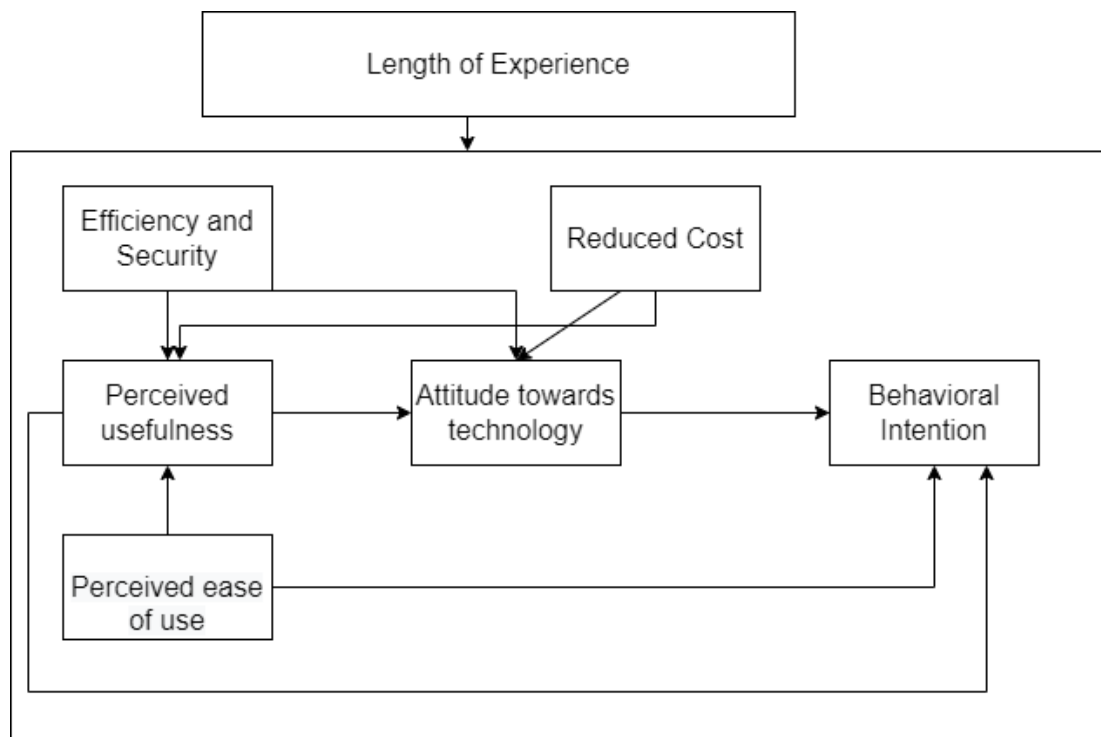 Length of Experience
Efficiency and
Security
Reduced Cost
Perceived
usefulness
Attitude towards
technology
Behavioral
Intention
Perceived ease
of use